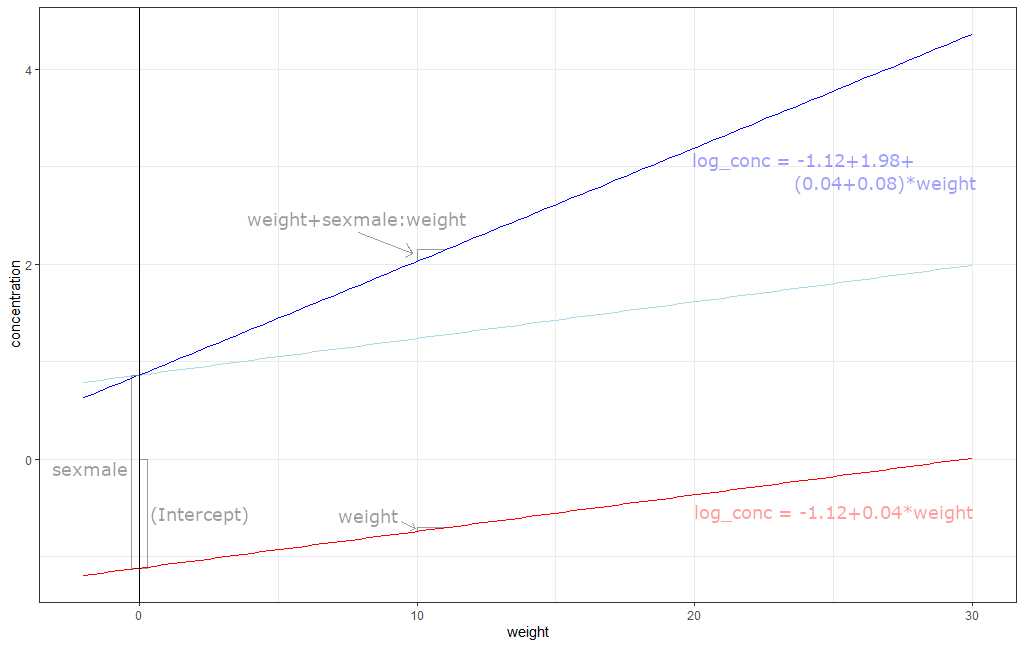 4
log_conc = -1.12+1.98+
(0.04+0.08)*weight
weight+sexmale:weight
2
concentration
0
sexmale
(Intercept)
weight
log_conc = -1.12+0.04*weight
0
10
20
30
weight